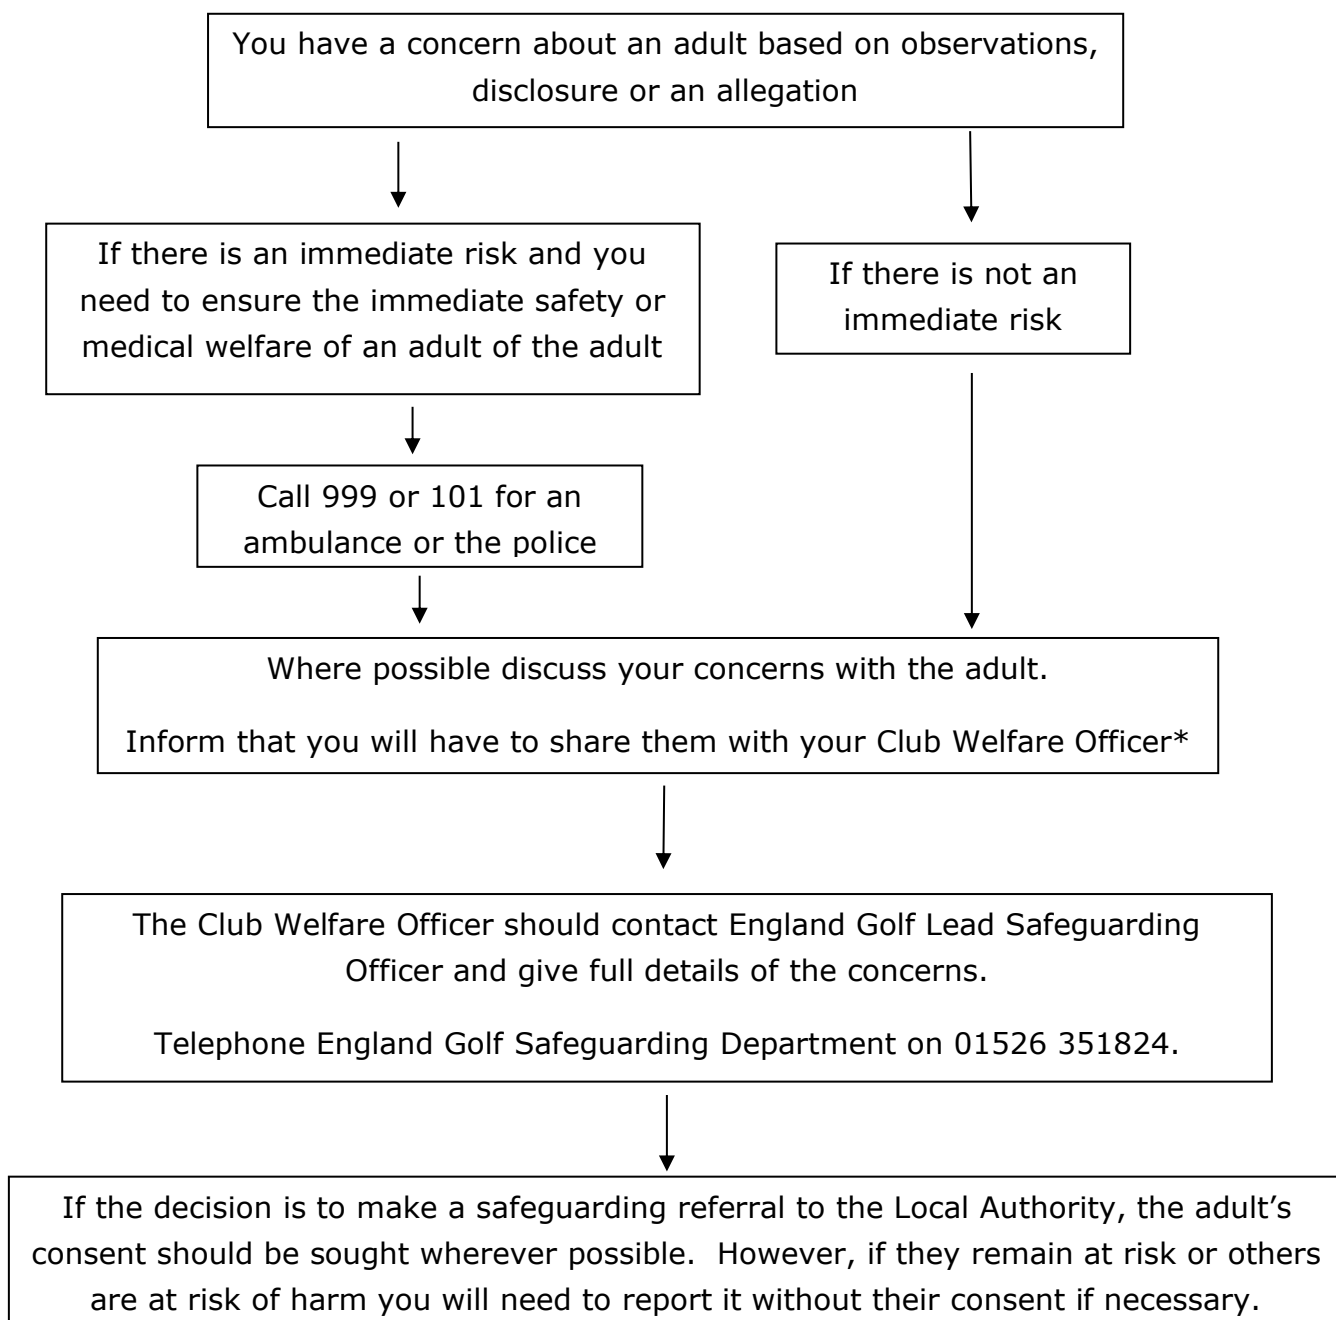 You have a concern about an adult based on observations,
disclosure or an allegation
If there is an immediate risk and you
need to ensure the immediate safety or
medical welfare of an adult of the adult
If there is not an
immediate risk
Call 999 or 101 for an
ambulance or the police
Where possible discuss your concerns with the adult.
Inform that you will have to share them with your Club Welfare Officer*
The Club Welfare Officer should contact England Golf Lead Safeguarding
Officer and give full details of the concerns.
Telephone England Golf Safeguarding Department on 01526 351824.
If the decision is to make a safeguarding referral to the Local Authority, the adult’s
consent should be sought wherever possible.  However, if they remain at risk or others
are at risk of harm you will need to report it without their consent if necessary.